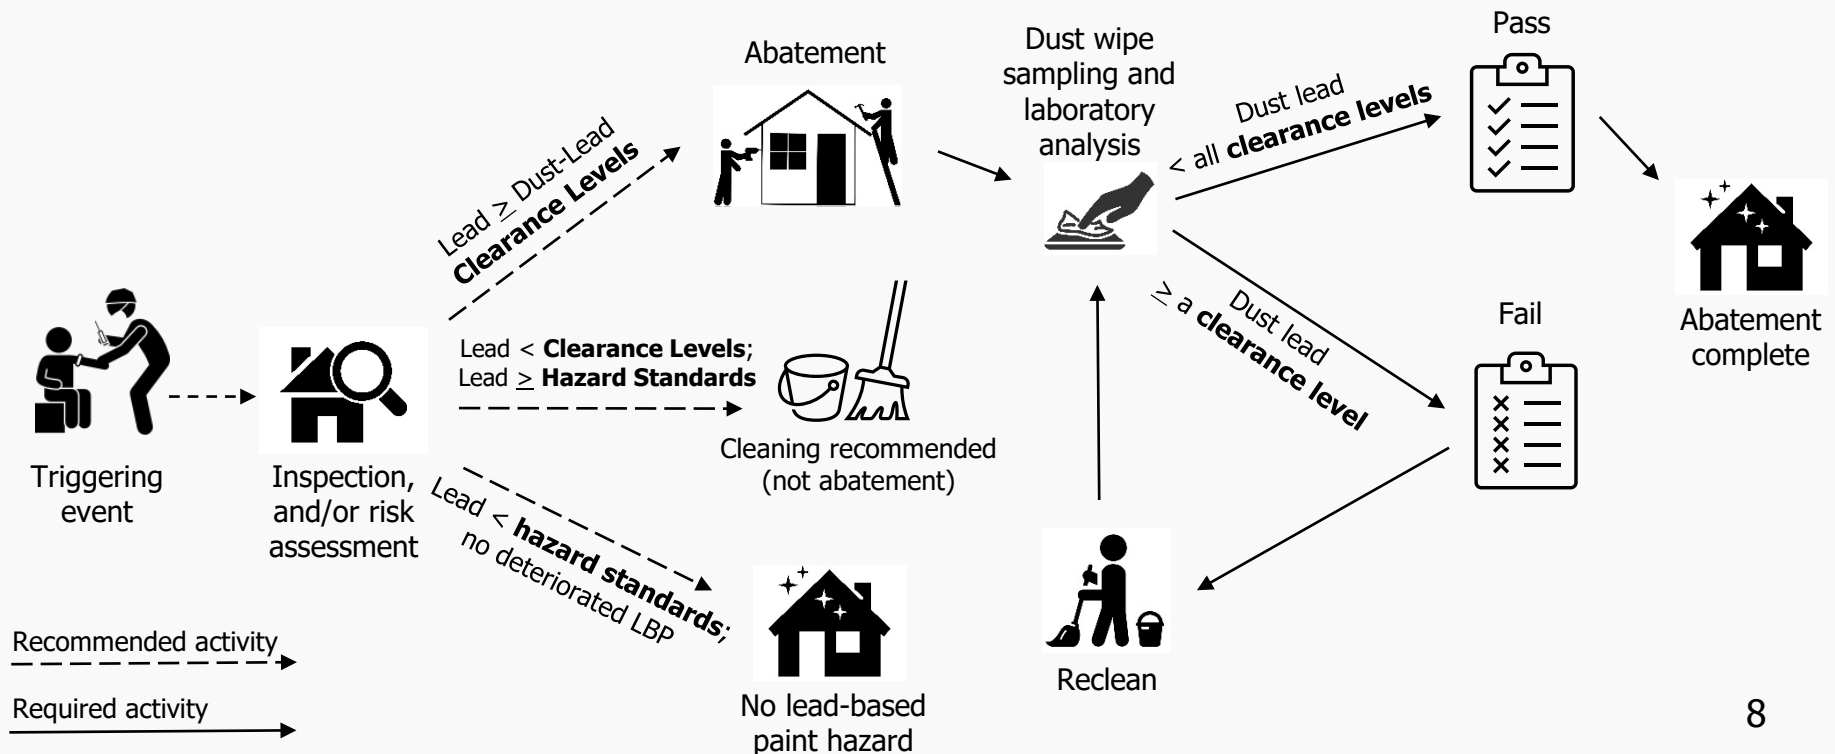 Triggering
event
Inspection,
and/or risk
assessment
Lead ≥ Dust-Lead
Clearance Levels
Abatement
Lead < Clearance Levels;
Lead ≥ Hazard Standards
Cleaning recommended
(not abatement)
Lead < hazard standards;
no deteriorated LBP
No lead-based
paint hazard
Dust wipe
sampling and
laboratory
analysis
Dust lead
< all clearance levels
Pass
Abatement
complete
Dust lead
≥ a clearance level
Fail
Reclean
Recommended activity
Required activity
8